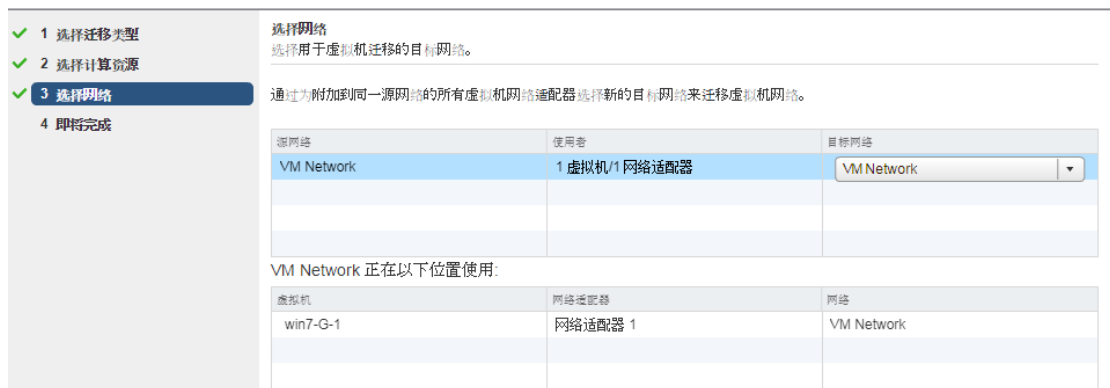 1 选择迁移类型
2 选择计算资源
3 选择网络
4 即将完成
选择网络
选择用于虚拟机迁移的目标网络。
通过为附加到同一源网络的所有虚拟机网络适配器选择新的目标网络来迁移虚拟机网络。
源网络 使用者 目标网络
VM Network 1 虚拟机/1 网络适配器 VM Network
VM Network 正在以下位置使用:
虚拟机 网络适配器 网络
win7-G-1 网络适配器 1 VM Network